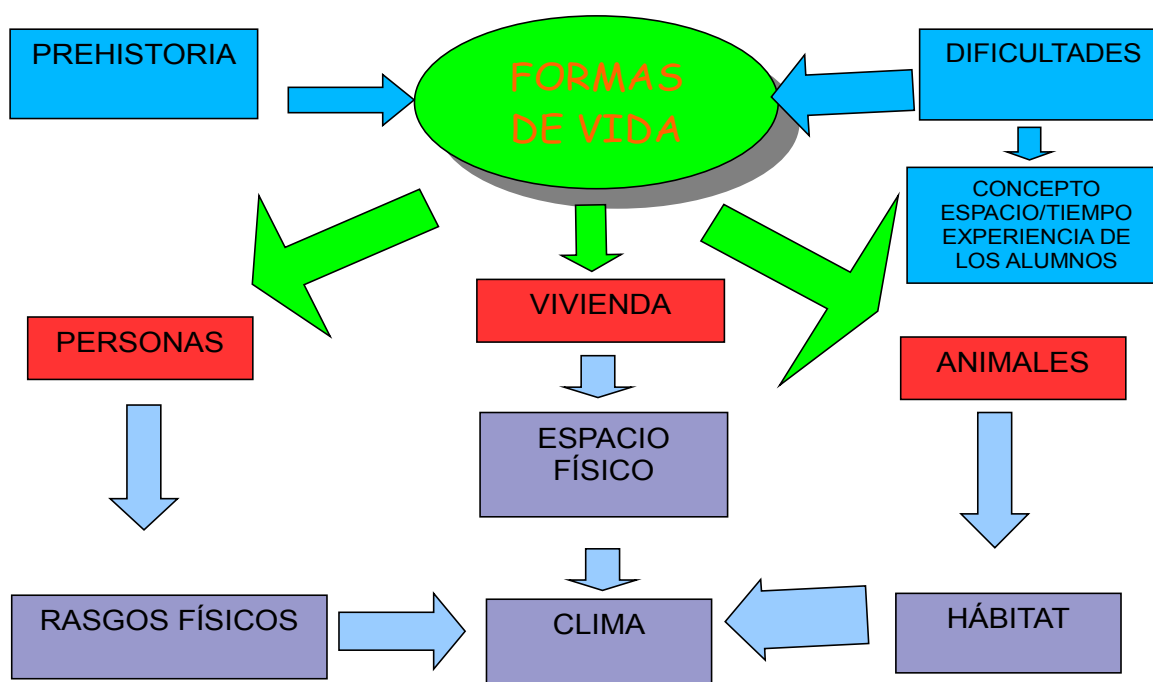 PREHISTORIA
FORMAS
DE VIDA
DIFICULTADES
CONCEPTO
ESPACIO/TIEMPO
EXPERIENCIA DE
LOS ALUMNOS
PERSONAS
VIVIENDA
ANIMALES
ESPACIO
FÍSICO
RASGOS FÍSICOS
CLIMA
HÁBITAT